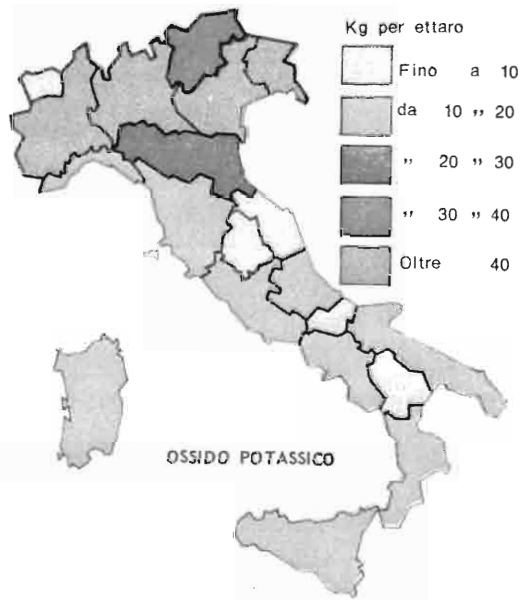 Kg per ettaro
Fino a 10
da 10 " 20
" 20 " 30
" 30 " 40
Oltre 40
OSSIDO POTASSICO